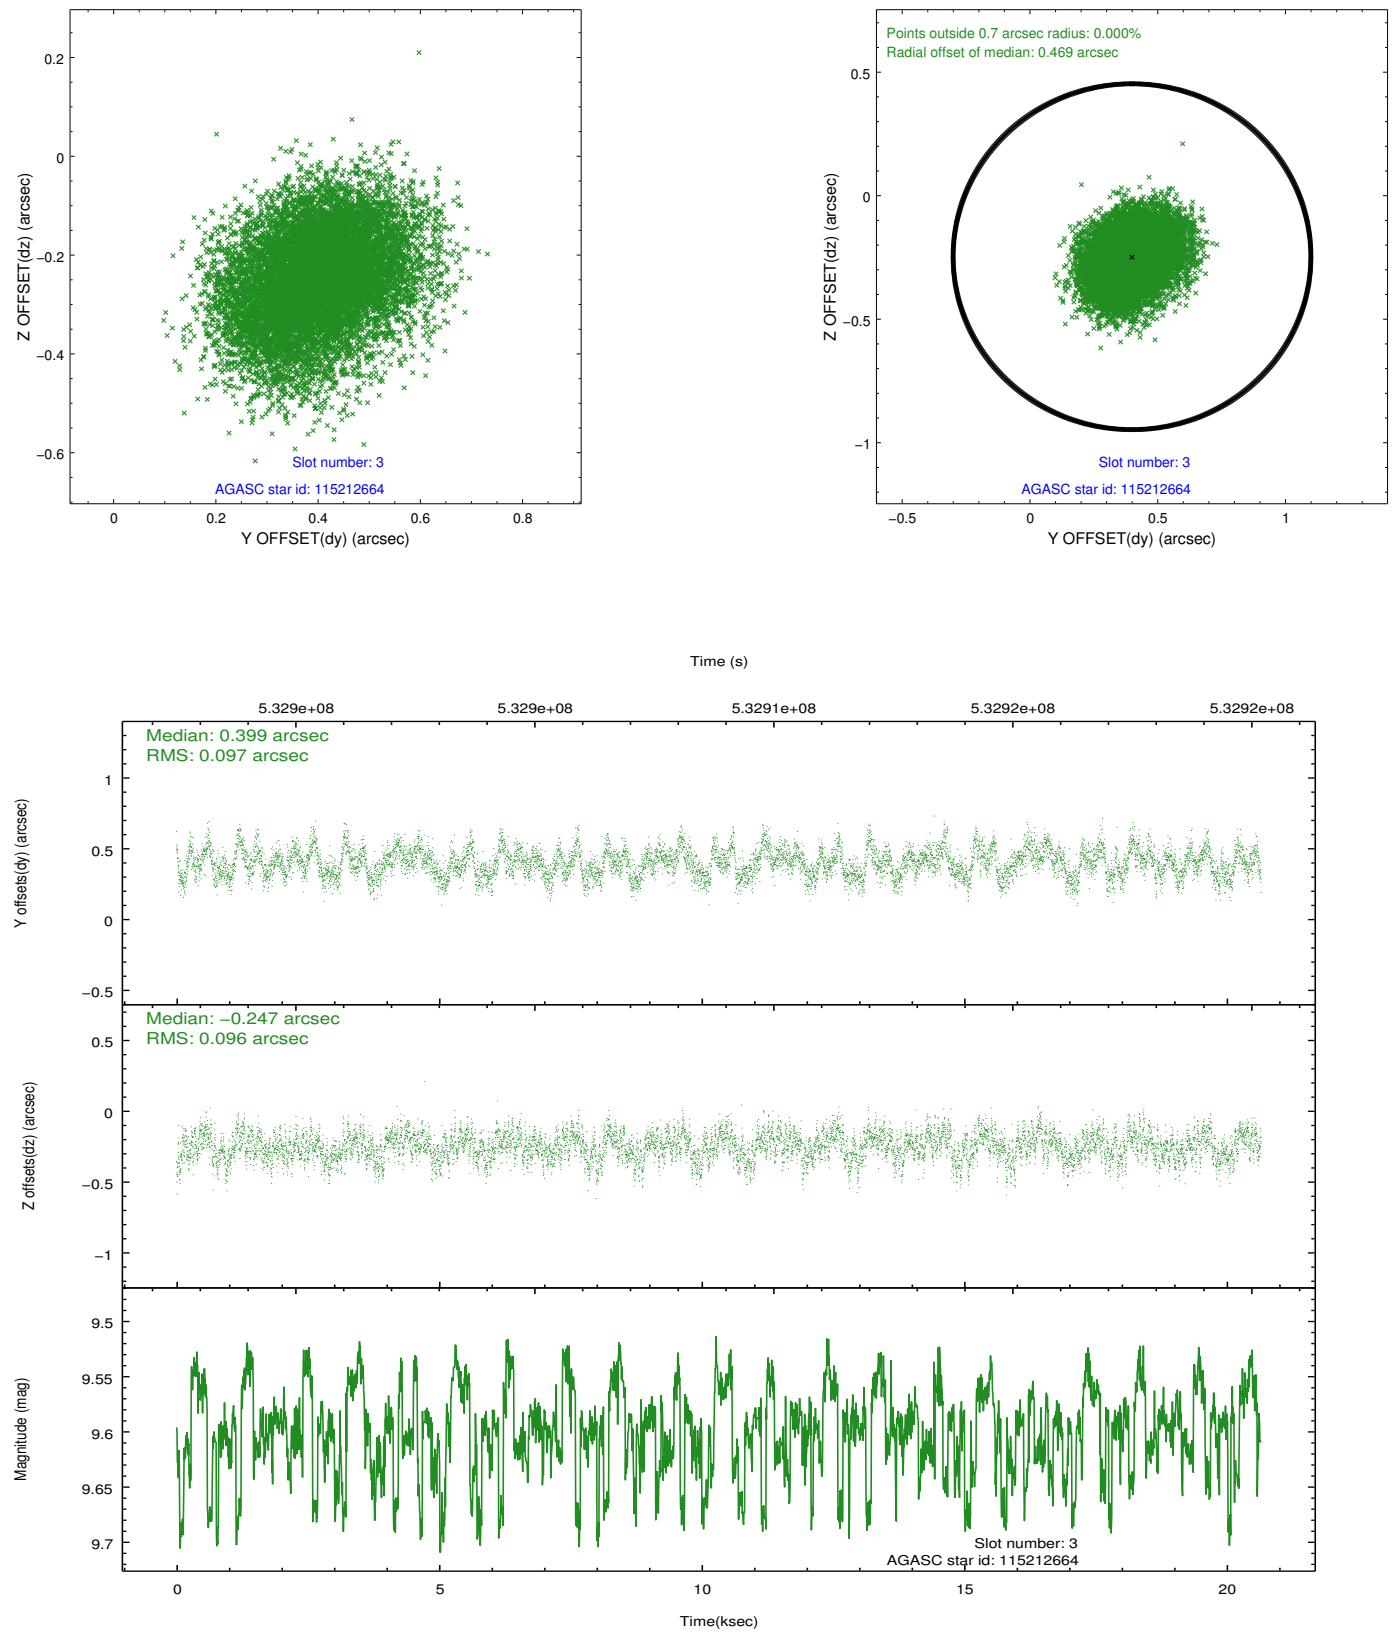 Points outside 0.7 arcsec radius: 0.000%
Radial offset of median: 0.469 arcsec
0.2
0
−0.2
−0.4
−0.6
Z OFFSET(dz) (arcsec)
Slot number: 3
AGASC star id: 115212664
0 0.2 0.4 0.6 0.8
Y OFFSET(dy) (arcsec)
0.5
0
−0.5
−1
Z OFFSET(dz) (arcsec)
Slot number: 3
AGASC star id: 115212664
−0.5 0 0.5 1
Y OFFSET(dy) (arcsec)
Time (s)
5.329e+08 5.329e+08 5.3291e+08 5.3292e+08 5.3292e+08
Median: 0.399 arcsec
RMS: 0.097 arcsec
1
0.5
0
−0.5
Y offsets(dy) (arcsec)
Median: −0.247 arcsec
RMS: 0.096 arcsec
0.5
0
−0.5
−1
Z offsets(dz) (arcsec)
9.5
9.55
9.6
9.65
9.7
Magnitude (mag)
Slot number: 3
AGASC star id: 115212664
0 5 10 15 20
Time(ksec)